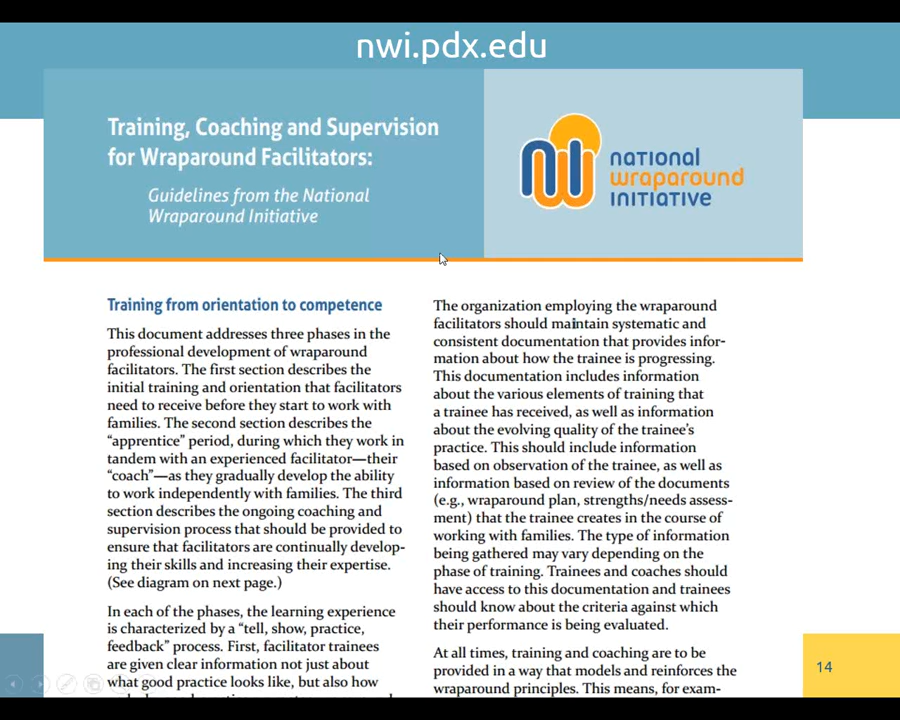 nwi.pdx.edu
Training, Coaching and Supervision
for Wraparound Facilitators:
Guidelines from the National
Wraparound Initiative
national
wraparound
initiative
Training from orientation to competence
This document addresses three phases in the
professional development of wraparound
facilitators. The first section describes the
initial training and orientation that facilitators
need to receive before they start to work with
families. The second section describes the
“apprentice” period, during which they work in
tandem with an experienced facilitator—their
“coach”—as they gradually develop the ability
to work independently with families. The third
section describes the ongoing coaching and
supervision process that should be provided to
ensure that facilitators are continually develop-
ing their skills and increasing their expertise.
(See diagram on next page.)
In each of the phases, the learning experience
is characterized by a “tell, show, practice,
feedback” process. First, facilitator trainees
are given clear information not just about
what good practice looks like, but also how
The organization employing the wraparound
facilitators should maintain systematic and
consistent documentation that provides infor-
mation about how the trainee is progressing.
This documentation includes information
about the various elements of training that
a trainee has received, as well as information
about the evolving quality of the trainee’s
practice. This should include information
based on observation of the trainee, as well as
information based on review of the documents
(e.g., wraparound plan, strengths/needs assess-
ment) that the trainee creates in the course of
working with families. The type of information
being gathered may vary depending on the
phase of training. Trainees and coaches should
have access to this documentation and trainees
should know about the criteria against which
their performance is being evaluated.
At all times, training and coaching are to be
provided in a way that models and reinforces the
wraparound principles. This means, for exam-
14